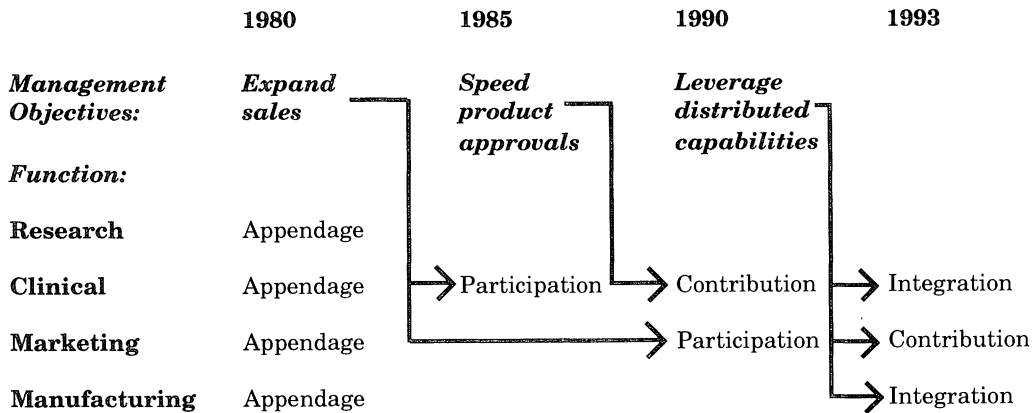 1980 1985 1990 1993
Management Expand Speed Leverage
Objectives: sales product distributed
approvals capabilities
Function:
Research Appendage
Clinical Appendage Participation Contribution Integration
Marketing Appendage Participation Contribution
Manufacturing Appendage Integration